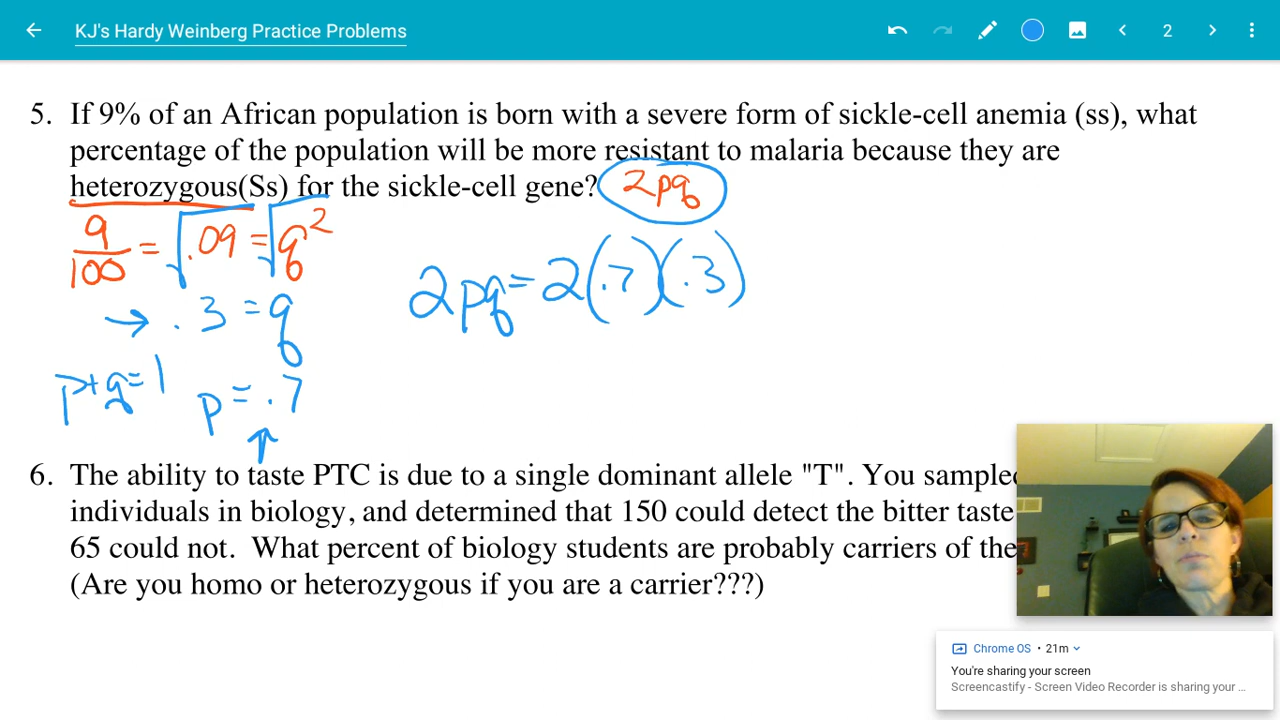 KJ's Hardy Weinberg Practice Problems
2
5. If 9% of an African population is born with a severe form of sickle-cell anemia (ss), what
percentage of the population will be more resistant to malaria because they are
heterozygous(Ss) for the sickle-cell gene? 2pq
9/100 = √.09 = √q²
2pq = 2(.7)(.3)
→ .3 = q
p+q=1 p = .7
↑
6. The ability to taste PTC is due to a single dominant allele "T". You sampled
individuals in biology, and determined that 150 could detect the bitter taste
65 could not. What percent of biology students are probably carriers of the
(Are you homo or heterozygous if you are a carrier???)
Chrome OS • 21m
You're sharing your screen
Screencastify - Screen Video Recorder is sharing your ...